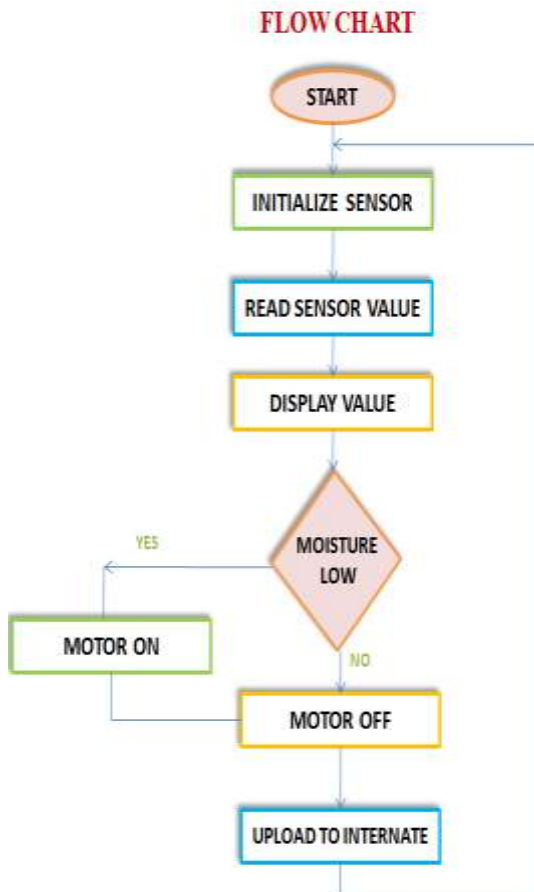 FLOW CHART
START
INITIALIZE SENSOR
READ SENSOR VALUE
DISPLAY VALUE
MOISTURE
LOW
YES
MOTOR ON
NO
MOTOR OFF
UPLOAD TO INTERNATE